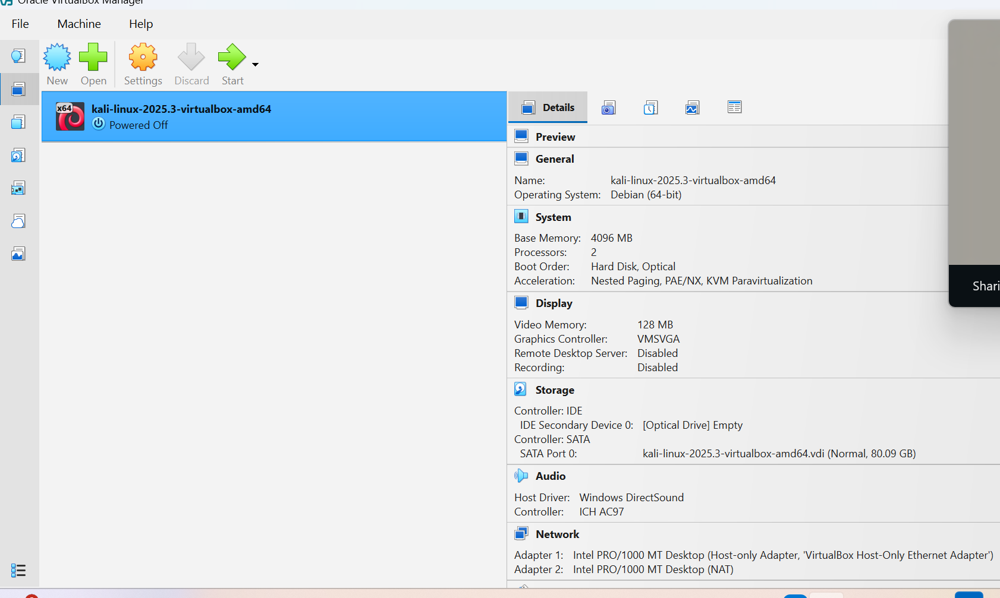 Oracle VirtualBox Manager
File Machine Help
New Open Settings Discard Start
x64 kali-linux-2025.3-virtualbox-amd64
Powered Off
Details
Preview
General
Name: kali-linux-2025.3-virtualbox-amd64
Operating System: Debian (64-bit)
System
Base Memory: 4096 MB
Processors: 2
Boot Order: Hard Disk, Optical
Acceleration: Nested Paging, PAE/NX, KVM Paravirtualization
Display
Video Memory: 128 MB
Graphics Controller: VMSVGA
Remote Desktop Server: Disabled
Recording: Disabled
Storage
Controller: IDE
IDE Secondary Device 0: [Optical Drive] Empty
Controller: SATA
SATA Port 0: kali-linux-2025.3-virtualbox-amd64.vdi (Normal, 80.09 GB)
Audio
Host Driver: Windows DirectSound
Controller: ICH AC97
Network
Adapter 1: Intel PRO/1000 MT Desktop (Host-only Adapter, 'VirtualBox Host-Only Ethernet Adapter')
Adapter 2: Intel PRO/1000 MT Desktop (NAT)
Shari